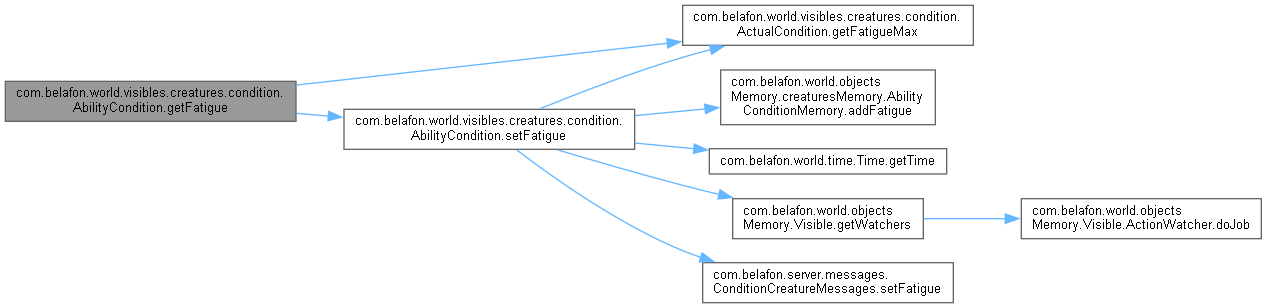 com.belafon.world.visibles.creatures.condition.
AbilityCondition.getFatigue
com.belafon.world.visibles.creatures.condition.
AbilityCondition.setFatigue
com.belafon.world.visibles.creatures.condition.
ActualCondition.getFatigueMax
com.belafon.world.objects
Memory.creaturesMemory.Ability
ConditionMemory.addFatigue
com.belafon.world.time.Time.getTime
com.belafon.world.objects
Memory.Visible.getWatchers
com.belafon.server.messages.
ConditionCreatureMessages.setFatigue
com.belafon.world.objects
Memory.Visible.ActionWatcher.doJob